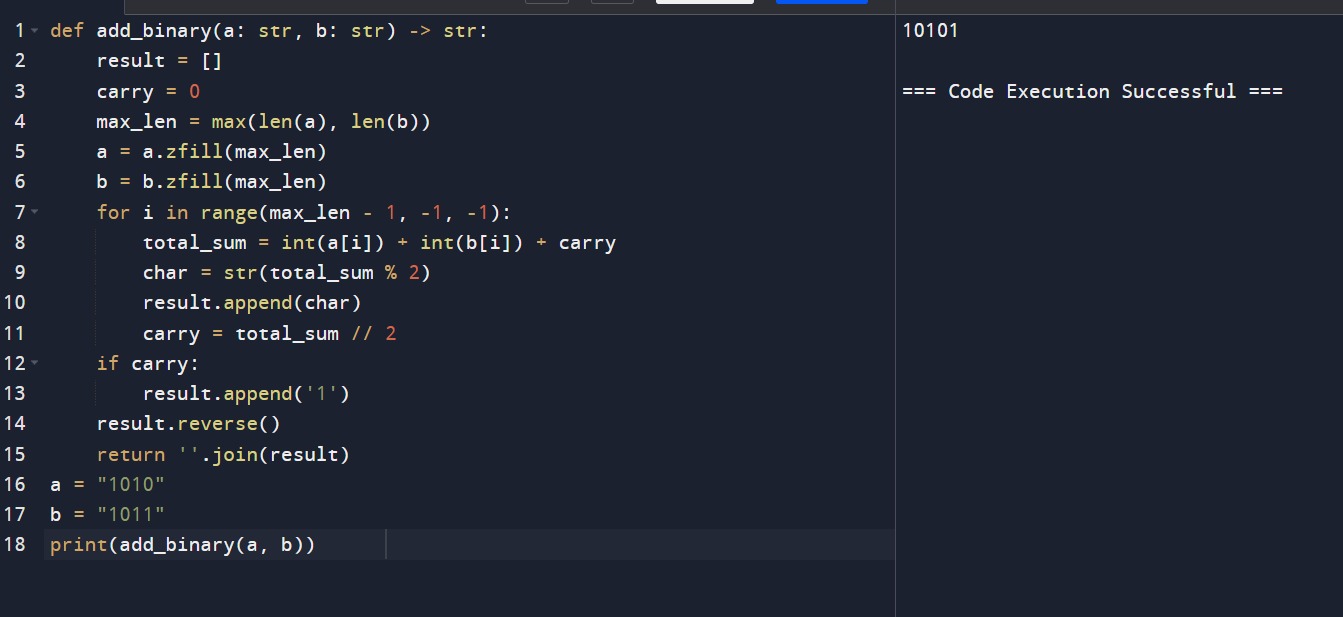 1 def add_binary(a: str, b: str) -> str:
2     result = []
3     carry = 0
4     max_len = max(len(a), len(b))
5     a = a.zfill(max_len)
6     b = b.zfill(max_len)
7     for i in range(max_len - 1, -1, -1):
8         total_sum = int(a[i]) + int(b[i]) + carry
9         char = str(total_sum % 2)
10         result.append(char)
11         carry = total_sum // 2
12     if carry:
13         result.append('1')
14     result.reverse()
15     return ''.join(result)
16 a = "1010"
17 b = "1011"
18 print(add_binary(a, b))
10101
=== Code Execution Successful ===